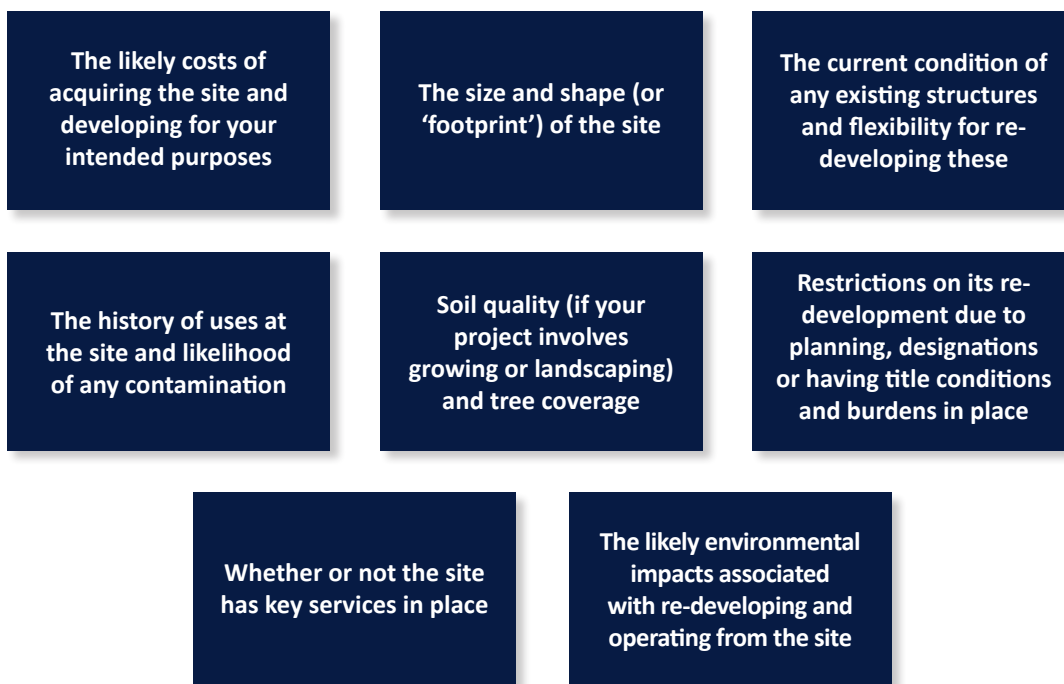 The likely costs of
acquiring the site and
developing for your
intended purposes
The size and shape (or
‘footprint’) of the site
The current condition of
any existing structures
and flexibility for re-
developing these
The history of uses at
the site and likelihood
of any contamination
Soil quality (if your
project involves
growing or landscaping)
and tree coverage
Restrictions on its re-
development due to
planning, designations
or having title conditions
and burdens in place
Whether or not the site
has key services in place
The likely environmental
impacts associated
with re-developing and
operating from the site